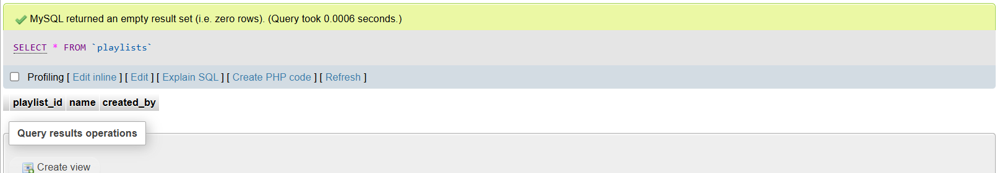 MySQL returned an empty result set (i.e. zero rows). (Query took 0.0006 seconds.)
SELECT * FROM `playlists`
Profiling [ Edit inline ] [ Edit ] [ Explain SQL ] [ Create PHP code ] [ Refresh ]
playlist_id name created_by
Query results operations
Create view